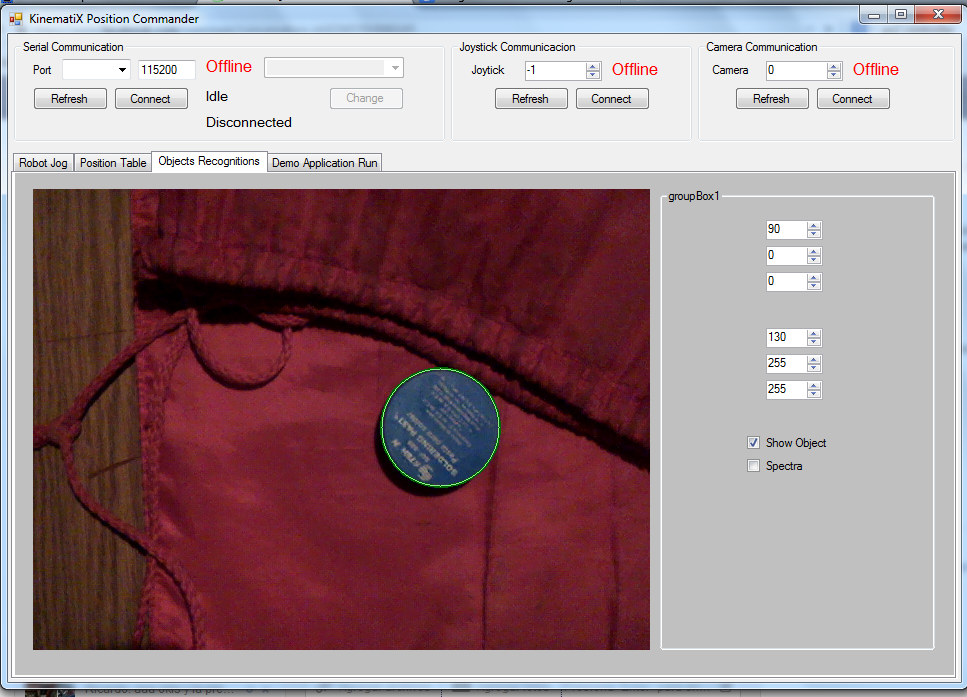 KinematiX Position Commander
Serial Communication
Port
115200
Offline
Refresh
Connect
Idle
Change
Disconnected
Joystick Communicacion
Joytick
-1
Offline
Refresh
Connect
Camera Communication
Camera
0
Offline
Refresh
Connect
Robot Jog
Position Table
Objects Recognitions
Demo Application Run
SOLDERING PAST
groupBox1
90
0
0
130
255
255
Show Object
Spectra